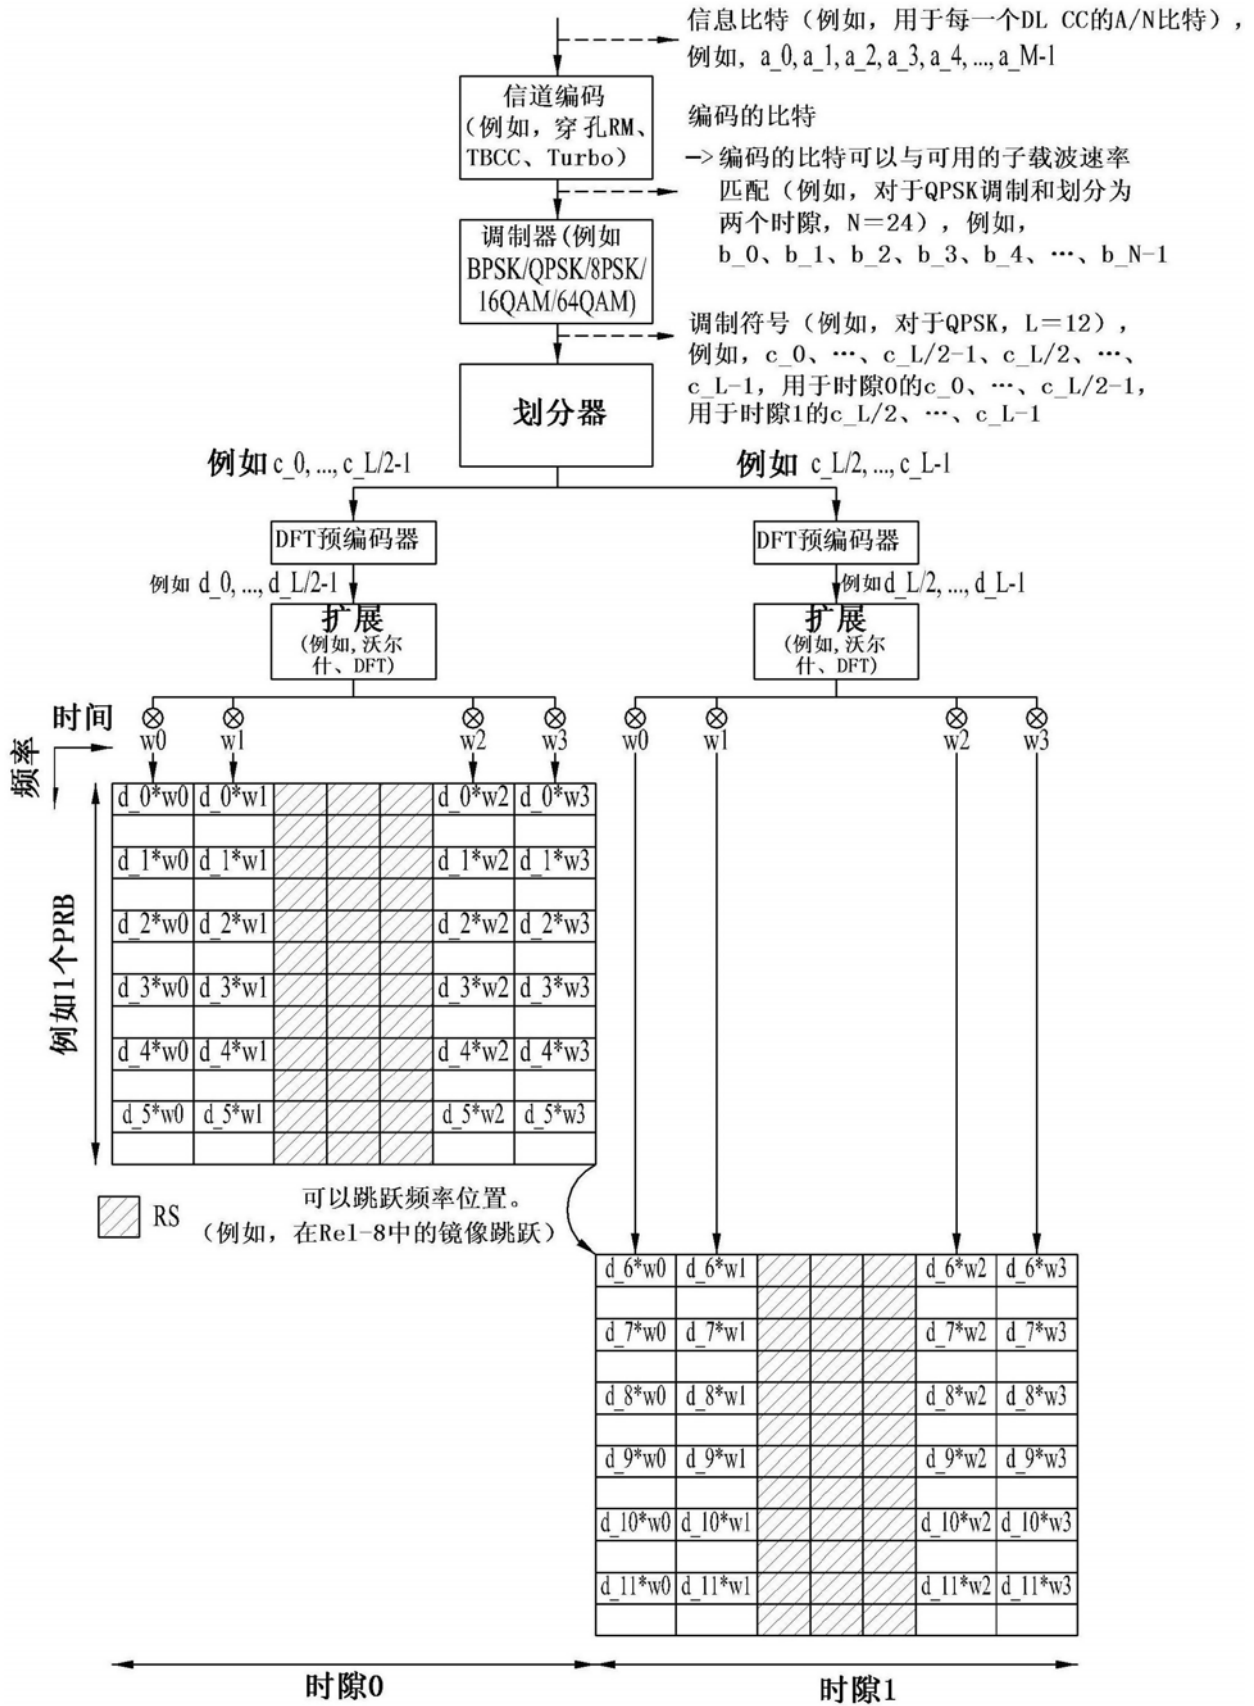 信息比特（例如，用于每一个DL CC的A/N比特），
例如, a_0, a_1, a_2, a_3, a_4, ..., a_M-1
信道编码
（例如，穿孔RM、
TBCC、Turbo）
编码的比特
—> 编码的比特可以与可用的子载波速率
匹配（例如，对于QPSK调制和划分为
两个时隙，N＝24），例如，
b_0、b_1、b_2、b_3、b_4、…、b_N-1
调制器(例如
BPSK/QPSK/8PSK/
16QAM/64QAM)
调制符号（例如，对于QPSK，L＝12），
例如，c_0、…、c_L/2-1、c_L/2、…、
c_L-1，用于时隙0的c_0、…、c_L/2-1，
用于时隙1的c_L/2、…、c_L-1
划分器
例如 c_0, ..., c_L/2-1
例如 c_L/2, ..., c_L-1
DFT预编码器
DFT预编码器
例如 d_0, ..., d_L/2-1
例如d_L/2, ..., d_L-1
扩展
(例如, 沃尔
什、DFT)
扩展
(例如, 沃尔
什、DFT)
时间
频率
w0 w1 w2 w3
w0 w1 w2 w3
d_0*w0 d_0*w1 d_0*w2 d_0*w3
d_1*w0 d_1*w1 d_1*w2 d_1*w3
d_2*w0 d_2*w1 d_2*w2 d_2*w3
d_3*w0 d_3*w1 d_3*w2 d_3*w3
d_4*w0 d_4*w1 d_4*w2 d_4*w3
d_5*w0 d_5*w1 d_5*w2 d_5*w3
例如1个PRB
RS
可以跳跃频率位置。
（例如，在Rel-8中的镜像跳跃）
d_6*w0 d_6*w1 d_6*w2 d_6*w3
d_7*w0 d_7*w1 d_7*w2 d_7*w3
d_8*w0 d_8*w1 d_8*w2 d_8*w3
d_9*w0 d_9*w1 d_9*w2 d_9*w3
d_10*w0 d_10*w1 d_10*w2 d_10*w3
d_11*w0 d_11*w1 d_11*w2 d_11*w3
时隙0
时隙1